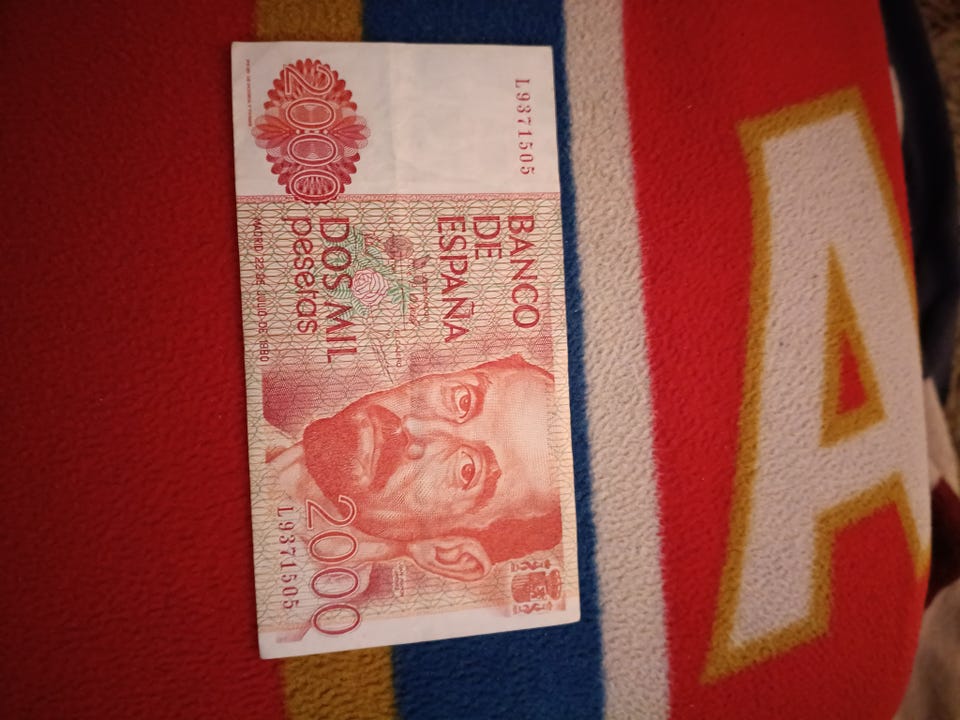 L9371505
BANCO
DE
ESPAÑA
2000
DOS MIL
pesetas
MADRID 22 DE JULIO DE 1980
2000
L9371505
A